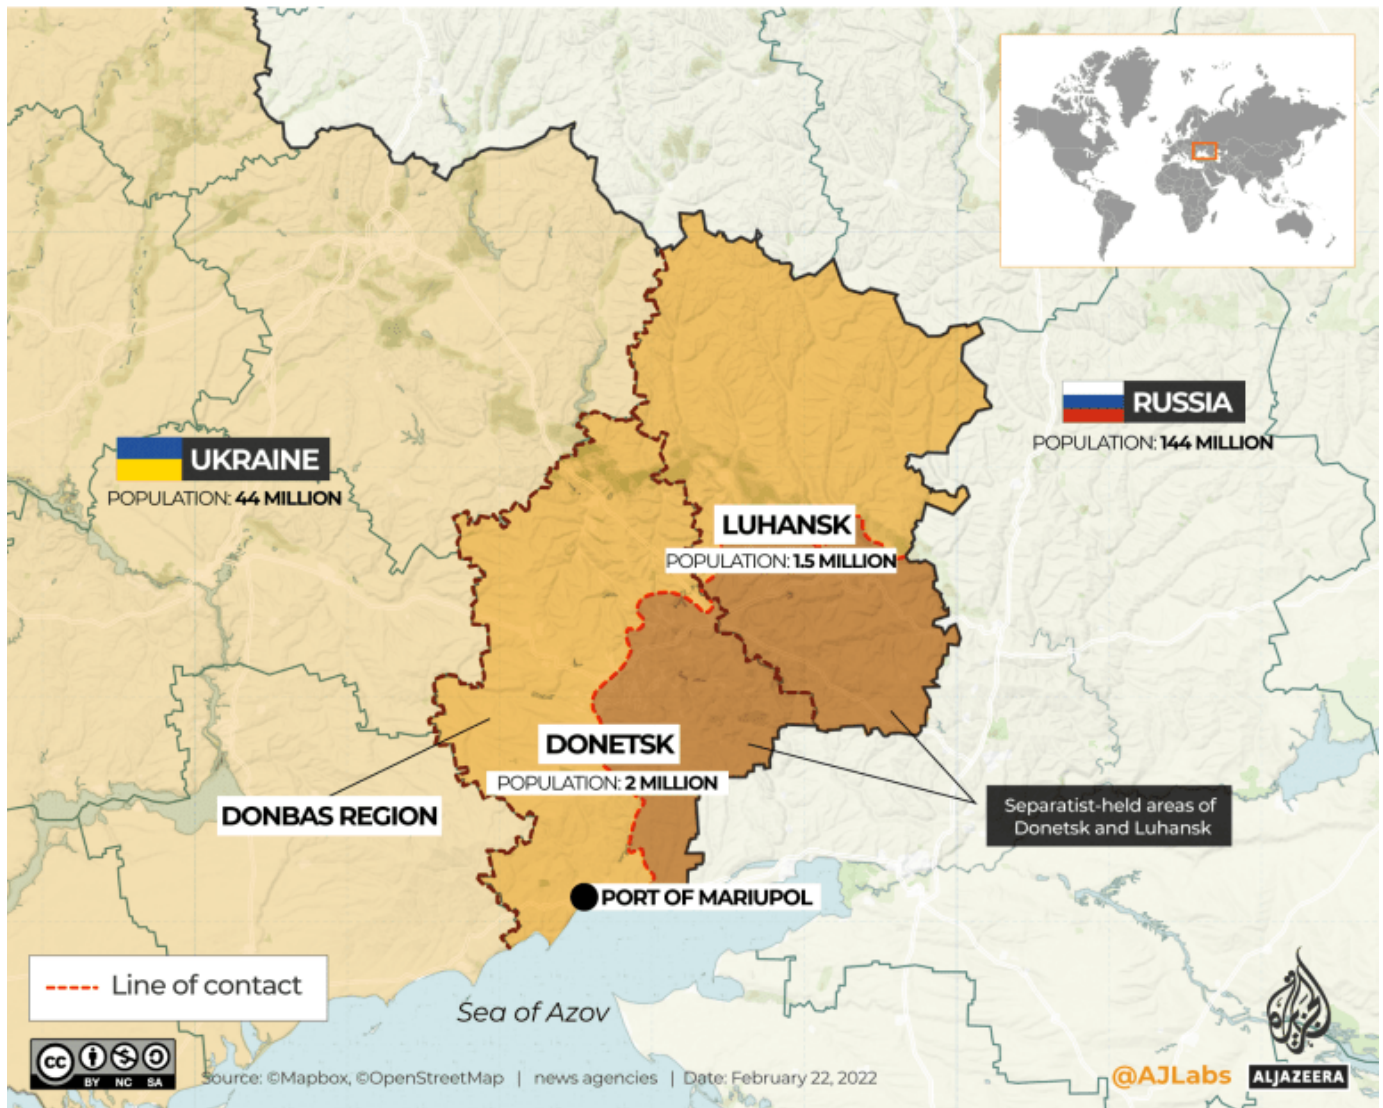 UKRAINE
POPULATION: 44 MILLION
RUSSIA
POPULATION: 144 MILLION
LUHANSK
POPULATION: 1.5 MILLION
DONETSK
POPULATION: 2 MILLION
DONBAS REGION
Separatist-held areas of
Donetsk and Luhansk
PORT OF MARIUPOL
Line of contact
Sea of Azov
cc BY NC SA
Source: ©Mapbox, ©OpenStreetMap | news agencies | Date: February 22, 2022
@AJLabs
ALJAZEERA